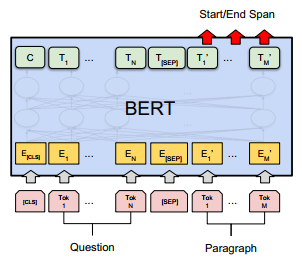 Start/End Span
C T1 ... TN T[SEP] T1' ... TM'
BERT
E[CLS] E1 ... EN E[SEP] E1' ... EM'
[CLS] Tok 1 ... Tok N [SEP] Tok 1 ... Tok M
Question Paragraph